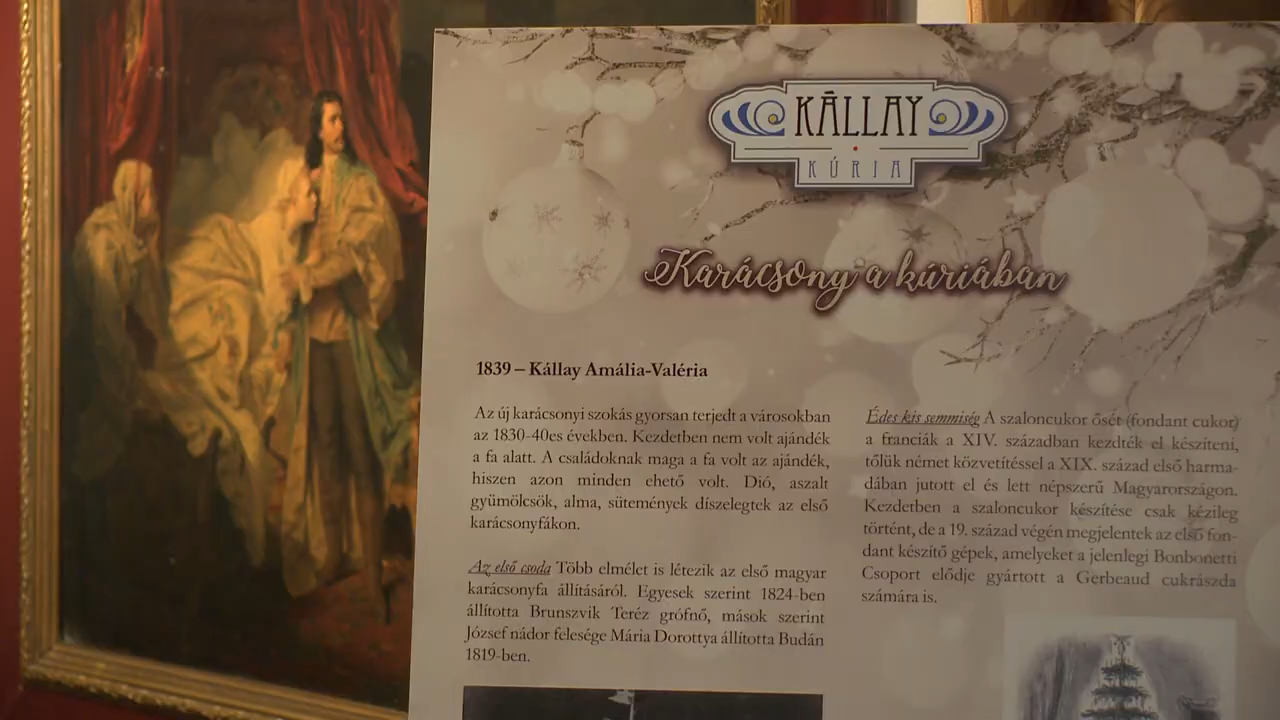 KÁLLAY
KÚRIA
Karácsony a kúriában
1839 – Kállay Amália-Valéria
Az új karácsonyi szokás gyorsan terjedt a városokban
az 1830-40es években. Kezdetben nem volt ajándék
a fa alatt. A családoknak maga a fa volt az ajándék,
hiszen azon minden ehető volt. Dió, aszalt
gyümölcsök, alma, sütemények díszelegtek az első
karácsonyfákon.
Az első csoda Több elmélet is létezik az első magyar
karácsonyfa állításáról. Egyesek szerint 1824-ben
állította Brunszvik Teréz grófnő, mások szerint
József nádor felesége Mária Dorottya állította Budán
1819-ben.
Édes kis semmiség A szaloncukor ősét (fondant cukor)
a franciák a XIV. században kezdték el készíteni,
tőlük német közvetítéssel a XIX. század első harma-
dában jutott el és lett népszerű Magyarországon.
Kezdetben a szaloncukor készítése csak kézileg
történt, de a 19. század végén megjelentek az első fon-
dant készítő gépek, amelyeket a jelenlegi Bonbonetti
Csoport elődje gyártott a Gerbeaud cukrászda
számára is.